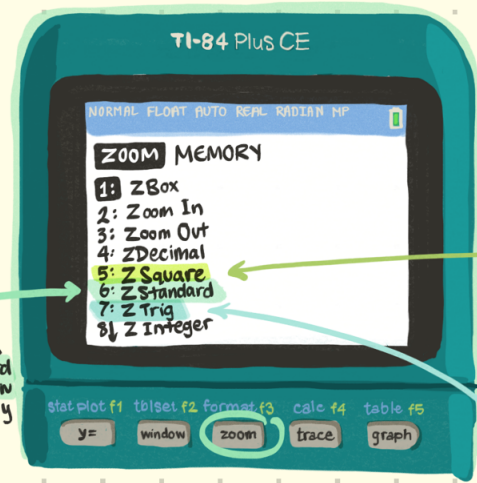 TI-84 Plus CE
NORMAL FLOAT AUTO REAL RADIAN MP
ZOOM MEMORY
1: ZBox
2: Zoom In
3: Zoom Out
4: ZDecimal
5: ZSquare
6: ZStandard
7: ZTrig
8↓ ZInteger
stat plot f1 tblset f2 format f3 calc f4 table f5
y= window zoom trace graph